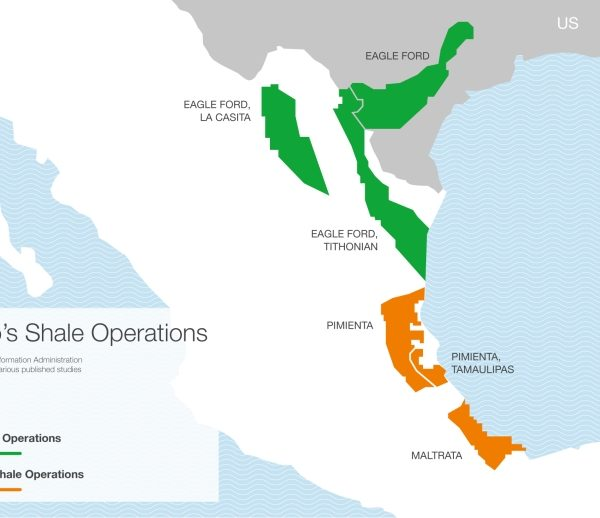 US
EAGLE FORD
EAGLE FORD,
LA CASITA
EAGLE FORD,
TITHONIAN
PIMIENTA
PIMIENTA,
TAMAULIPAS
MALTRATA
's Shale Operations
formation Administration
arious published studies
Operations
hale Operations